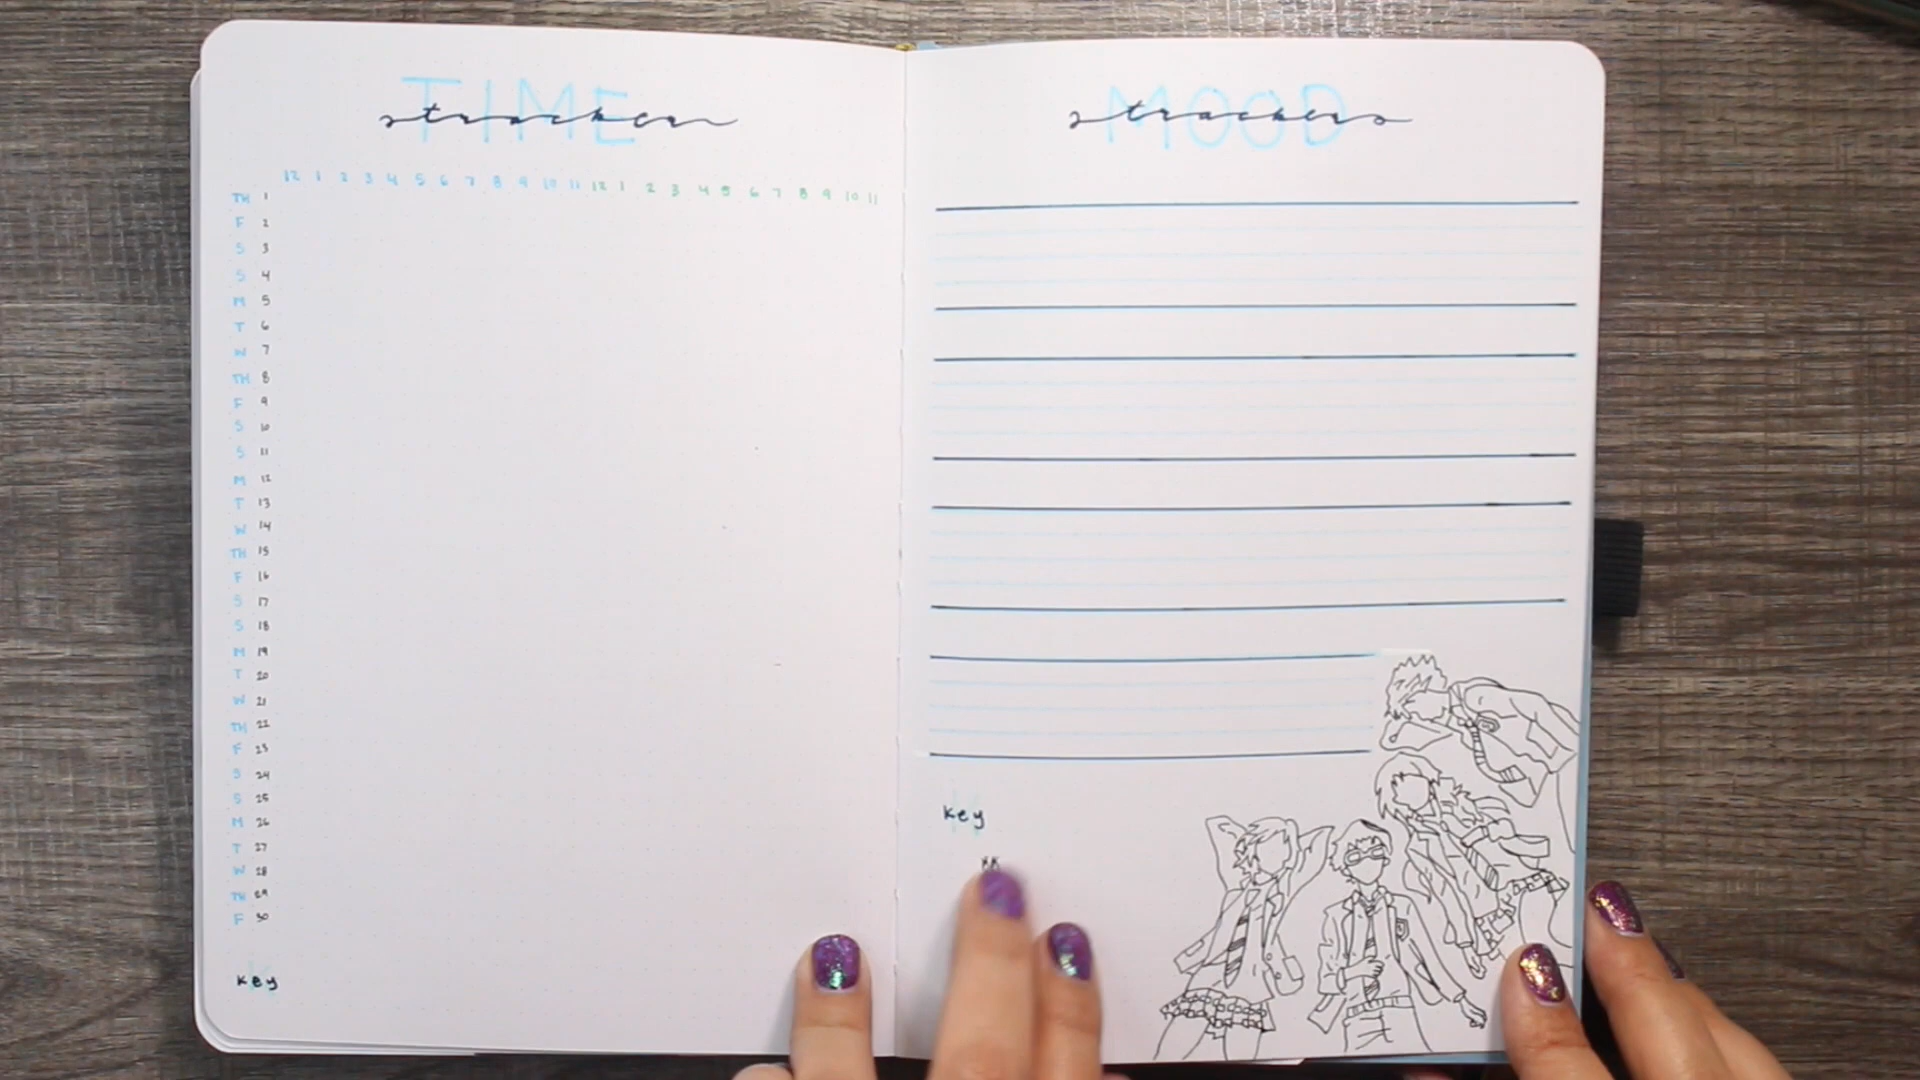 TIME
tracker
12 1 2 3 4 5 6 7 8 9 10 11 12 1 2 3 4 5 6 7 8 9 10 11
TH 1
F 2
S 3
S 4
M 5
T 6
W 7
TH 8
F 9
S 10
S 11
M 12
T 13
W 14
TH 15
F 16
S 17
S 18
M 19
T 20
W 21
TH 22
F 23
S 24
S 25
M 26
T 27
W 28
TH 29
F 30
key
MOOD
trackers
key